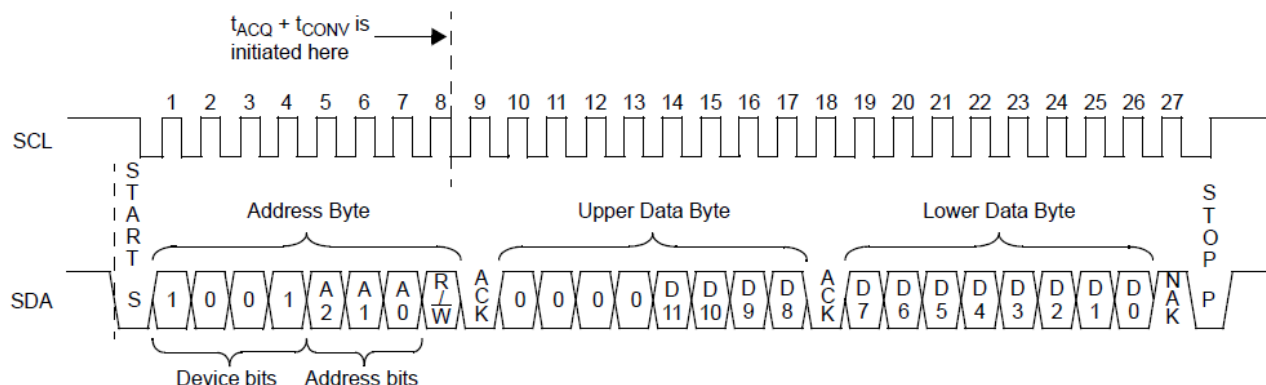 tACQ + tCONV is
initiated here
1 2 3 4 5 6 7 8 9 10 11 12 13 14 15 16 17 18 19 20 21 22 23 24 25 26 27
SCL
START
Address Byte
Upper Data Byte
Lower Data Byte
STOP
SDA
S 1 0 0 1 A2 A1 A0 R/W ACK 0 0 0 0 D11 D10 D9 D8 ACK D7 D6 D5 D4 D3 D2 D1 D0 NAK P
Device bits
Address bits